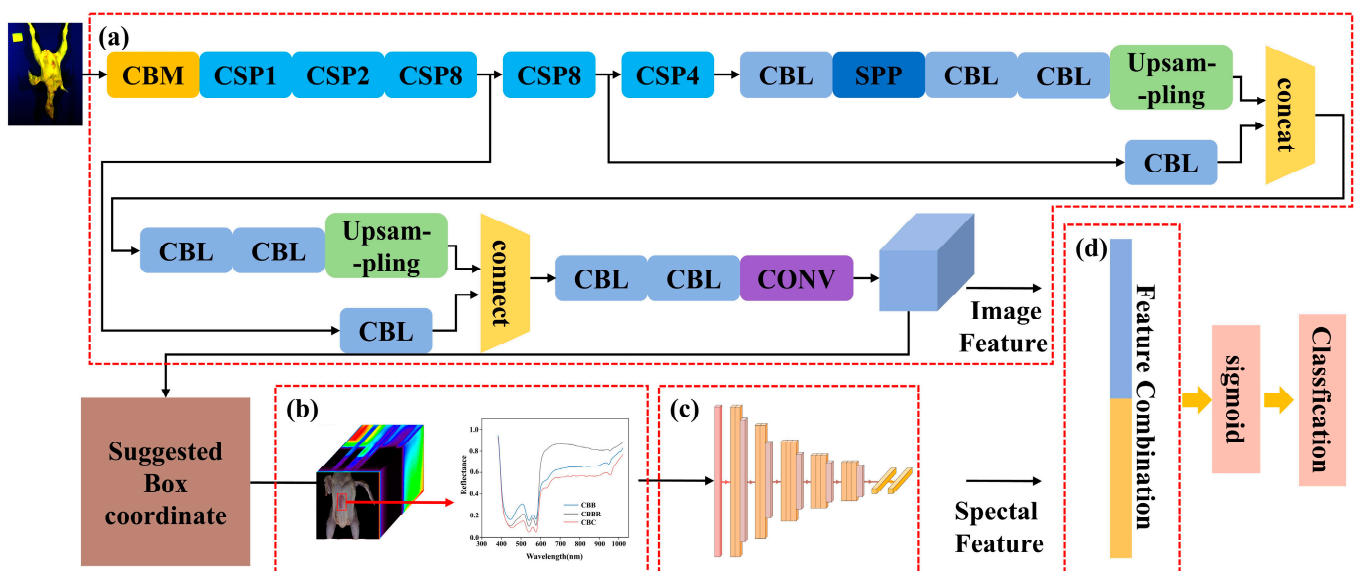 (a)
CBM CSP1 CSP2 CSP8 CSP8 CSP4 CBL SPP CBL CBL Upsam-
-pling
concat
CBL
CBL CBL Upsam-
-pling
connect
CBL
CBL CBL CONV
Image
Feature
Suggested
Box
coordinate
(b)
Reflectance
1.0
0.8
0.6
0.4
0.2
0.0
CBB
CBBR
CBC
300 400 500 600 700 800 900 1000
Wavelength(nm)
(c)
Spectal
Feature
(d)
Feature Combination
sigmoid
Classfication